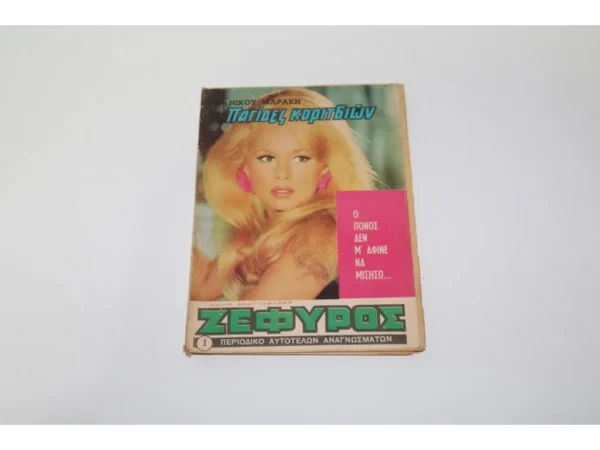 ΝΙΚΟΥ ΜΑΡΑΚΗ
Παγίδες κοριτσιών
Ο
ΠΟΝΟΣ
ΔΕΝ
Μ' ΑΦΙΝΕ
ΝΑ
ΜΙΣΗΣΩ...
ΖΕΦΥΡΟΣ
1 ΠΕΡΙΟΔΙΚΟ ΑΥΤΟΤΕΛΩΝ ΑΝΑΓΝΩΣΜΑΤΩΝ